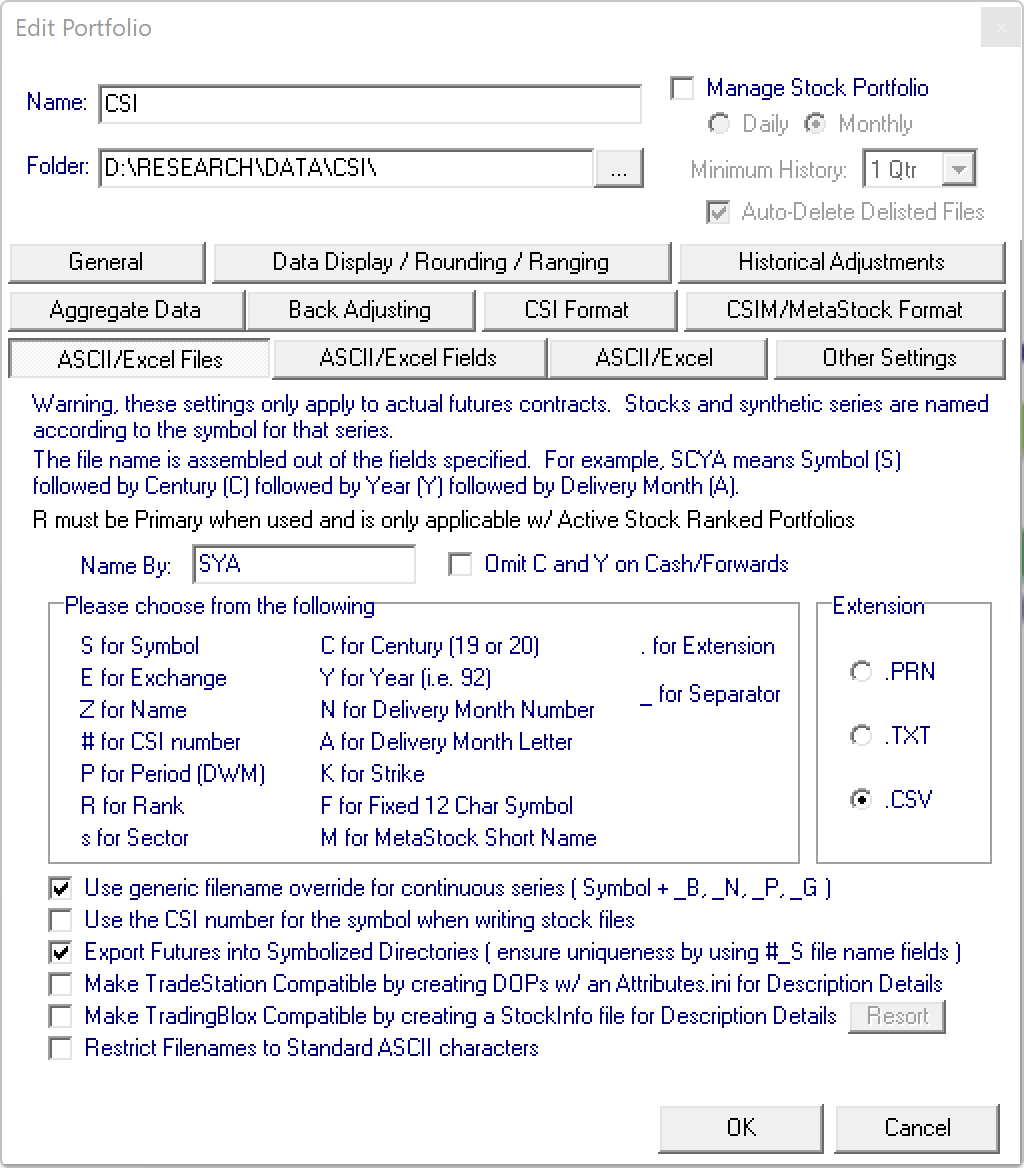 Edit Portfolio
Name: CSI
Manage Stock Portfolio
Daily Monthly
Folder: D:\RESEARCH\DATA\CSI\ ...
Minimum History: 1 Qtr
Auto-Delete Delisted Files
General Data Display / Rounding / Ranging Historical Adjustments
Aggregate Data Back Adjusting CSI Format CSIM/MetaStock Format
ASCII/Excel Files ASCII/Excel Fields ASCII/Excel Other Settings
Warning, these settings only apply to actual futures contracts. Stocks and synthetic series are named
according to the symbol for that series.
The file name is assembled out of the fields specified. For example, SCYA means Symbol (S)
followed by Century (C) followed by Year (Y) followed by Delivery Month (A).
R must be Primary when used and is only applicable w/ Active Stock Ranked Portfolios
Name By: SYA Omit C and Y on Cash/Forwards
Please choose from the following
S for Symbol
E for Exchange
Z for Name
# for CSI number
P for Period (DWM)
R for Rank
s for Sector
C for Century (19 or 20)
Y for Year (i.e. 92)
N for Delivery Month Number
A for Delivery Month Letter
K for Strike
F for Fixed 12 Char Symbol
M for MetaStock Short Name
. for Extension
_ for Separator
Extension
.PRN
.TXT
.CSV
Use generic filename override for continuous series ( Symbol + _B, _N, _P, _G )
Use the CSI number for the symbol when writing stock files
Export Futures into Symbolized Directories ( ensure uniqueness by using #_S file name fields )
Make TradeStation Compatible by creating DOPs w/ an Attributes.ini for Description Details
Make TradingBlox Compatible by creating a StockInfo file for Description Details Resort
Restrict Filenames to Standard ASCII characters
OK Cancel